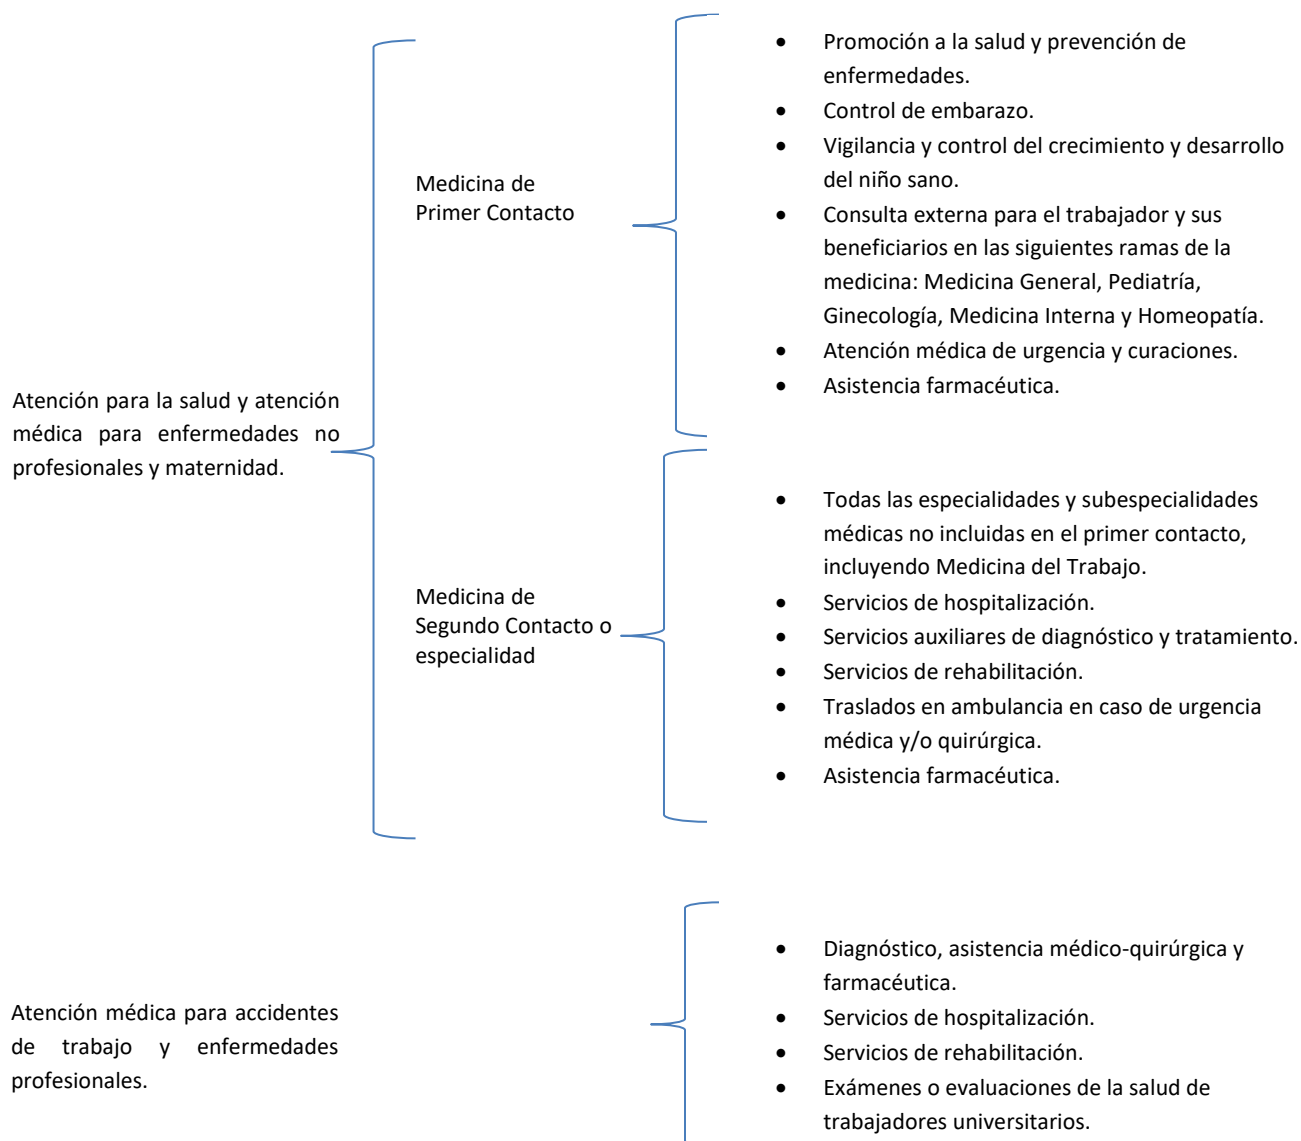 Atención para la salud y atención
médica para enfermedades no
profesionales y maternidad.
Medicina de
Primer Contacto
• Promoción a la salud y prevención de
enfermedades.
• Control de embarazo.
• Vigilancia y control del crecimiento y desarrollo
del niño sano.
• Consulta externa para el trabajador y sus
beneficiarios en las siguientes ramas de la
medicina: Medicina General, Pediatría,
Ginecología, Medicina Interna y Homeopatía.
• Atención médica de urgencia y curaciones.
• Asistencia farmacéutica.
Medicina de
Segundo Contacto o
especialidad
• Todas las especialidades y subespecialidades
médicas no incluidas en el primer contacto,
incluyendo Medicina del Trabajo.
• Servicios de hospitalización.
• Servicios auxiliares de diagnóstico y tratamiento.
• Servicios de rehabilitación.
• Traslados en ambulancia en caso de urgencia
médica y/o quirúrgica.
• Asistencia farmacéutica.
Atención médica para accidentes
de trabajo y enfermedades
profesionales.
• Diagnóstico, asistencia médico-quirúrgica y
farmacéutica.
• Servicios de hospitalización.
• Servicios de rehabilitación.
• Exámenes o evaluaciones de la salud de
trabajadores universitarios.